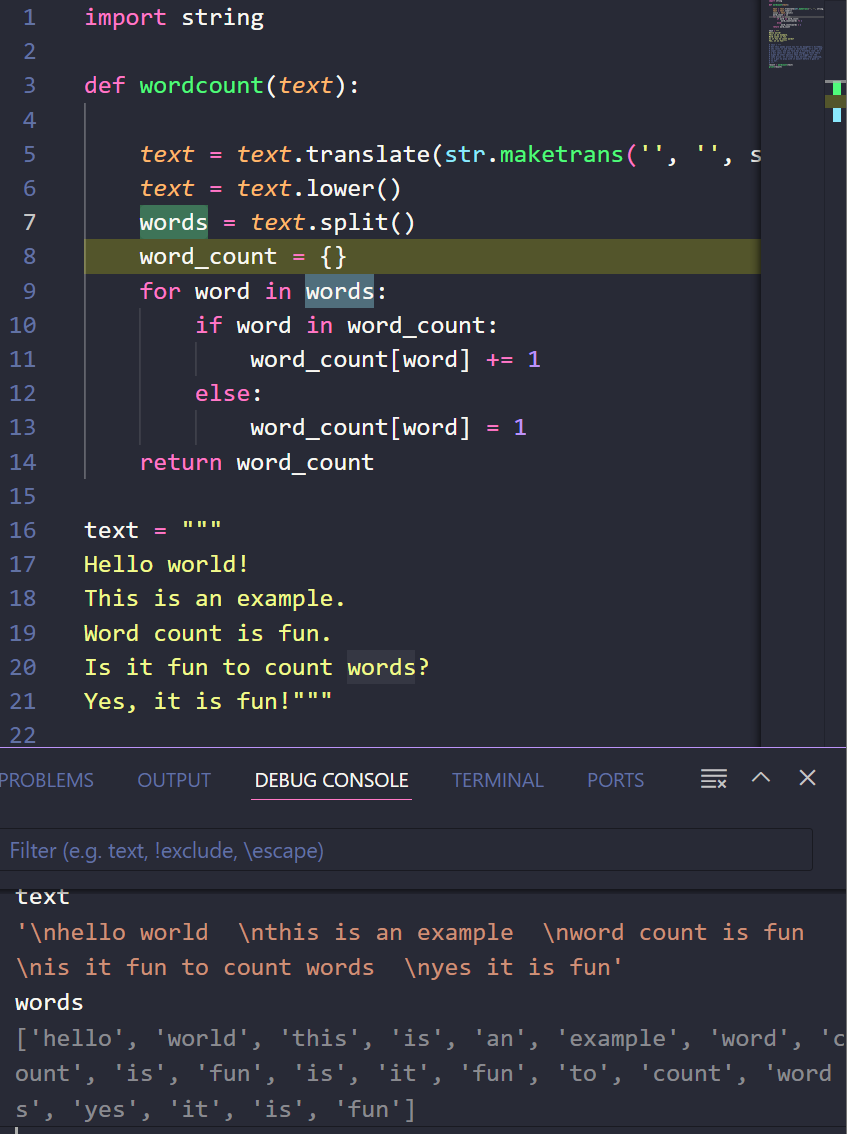 1 import string
2
3 def wordcount(text):
4
5     text = text.translate(str.maketrans('', '', s
6     text = text.lower()
7     words = text.split()
8     word_count = {}
9     for word in words:
10         if word in word_count:
11             word_count[word] += 1
12         else:
13             word_count[word] = 1
14     return word_count
15
16 text = """
17 Hello world!
18 This is an example.
19 Word count is fun.
20 Is it fun to count words?
21 Yes, it is fun!"""
22
PROBLEMS OUTPUT DEBUG CONSOLE TERMINAL PORTS
Filter (e.g. text, !exclude, \escape)
text
'\nhello world  \nthis is an example  \nword count is fun
\nis it fun to count words  \nyes it is fun'
words
['hello', 'world', 'this', 'is', 'an', 'example', 'word', 'c
ount', 'is', 'fun', 'is', 'it', 'fun', 'to', 'count', 'word
s', 'yes', 'it', 'is', 'fun']